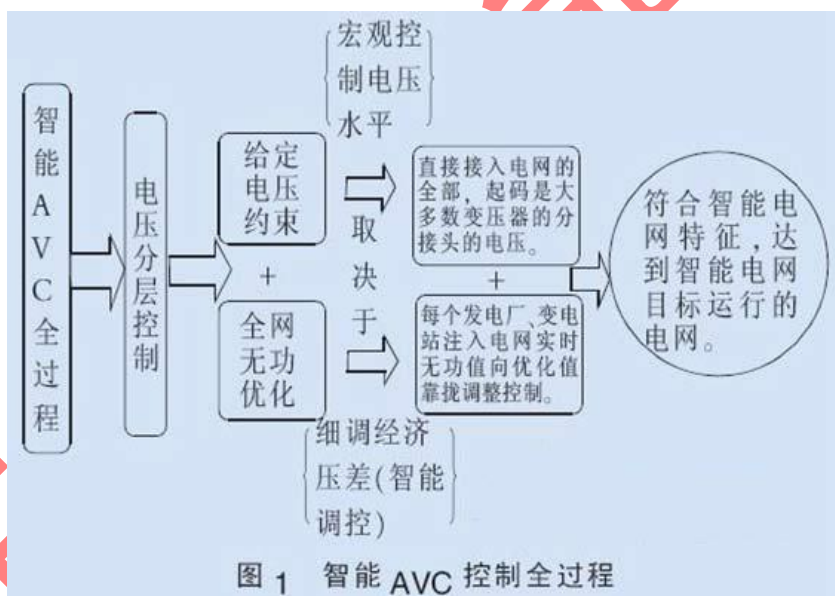 智
能
A
V
C
全
过
程
电
压
分
层
控
制
给定
电压
约束
+
全网
无功
优化
宏观控
制电压
水平
取
决
于
细调经济
压差(智能
调控)
直接接入电网的
全部，起码是大
多数变压器的分
接头的电压。
+
每个发电厂、变电
站注入电网实时
无功值向优化值
靠拢调整控制。
符合智能电
网特征，达
到智能电网
目标运行的
电网。
图1 智能AVC控制全过程